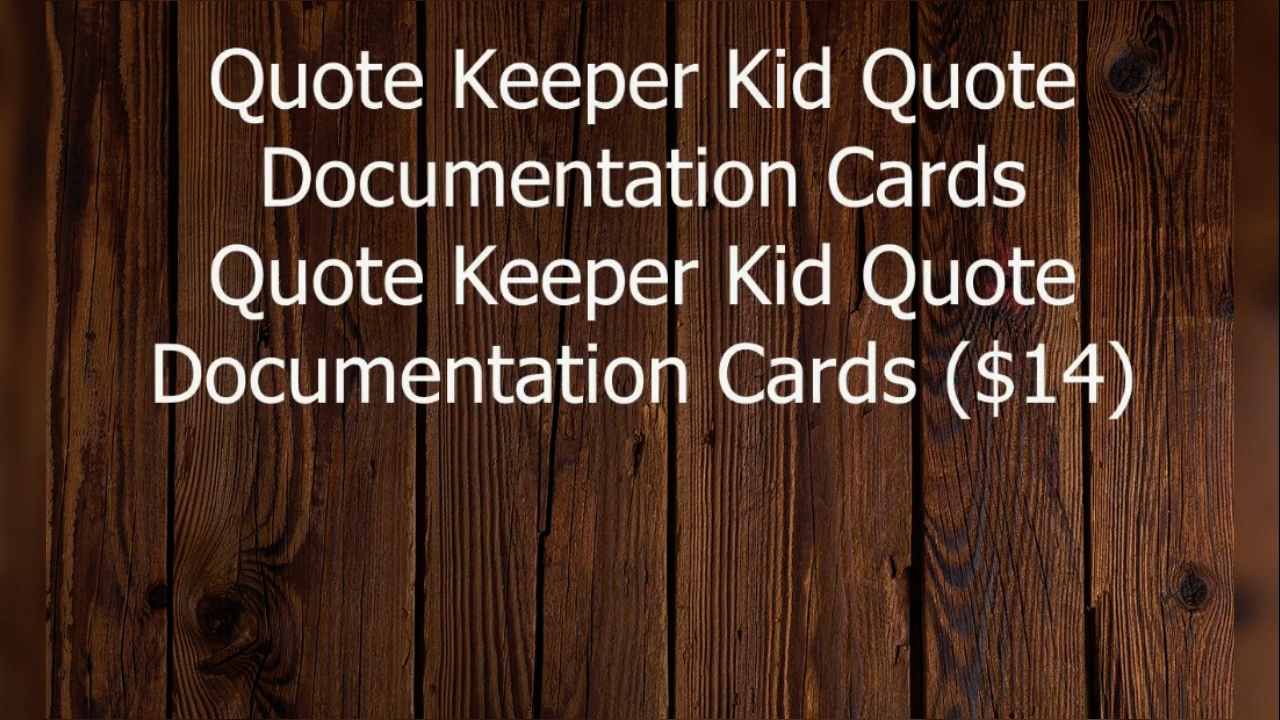 Quote Keeper Kid Quote
Documentation Cards
Quote Keeper Kid Quote
Documentation Cards ($14)